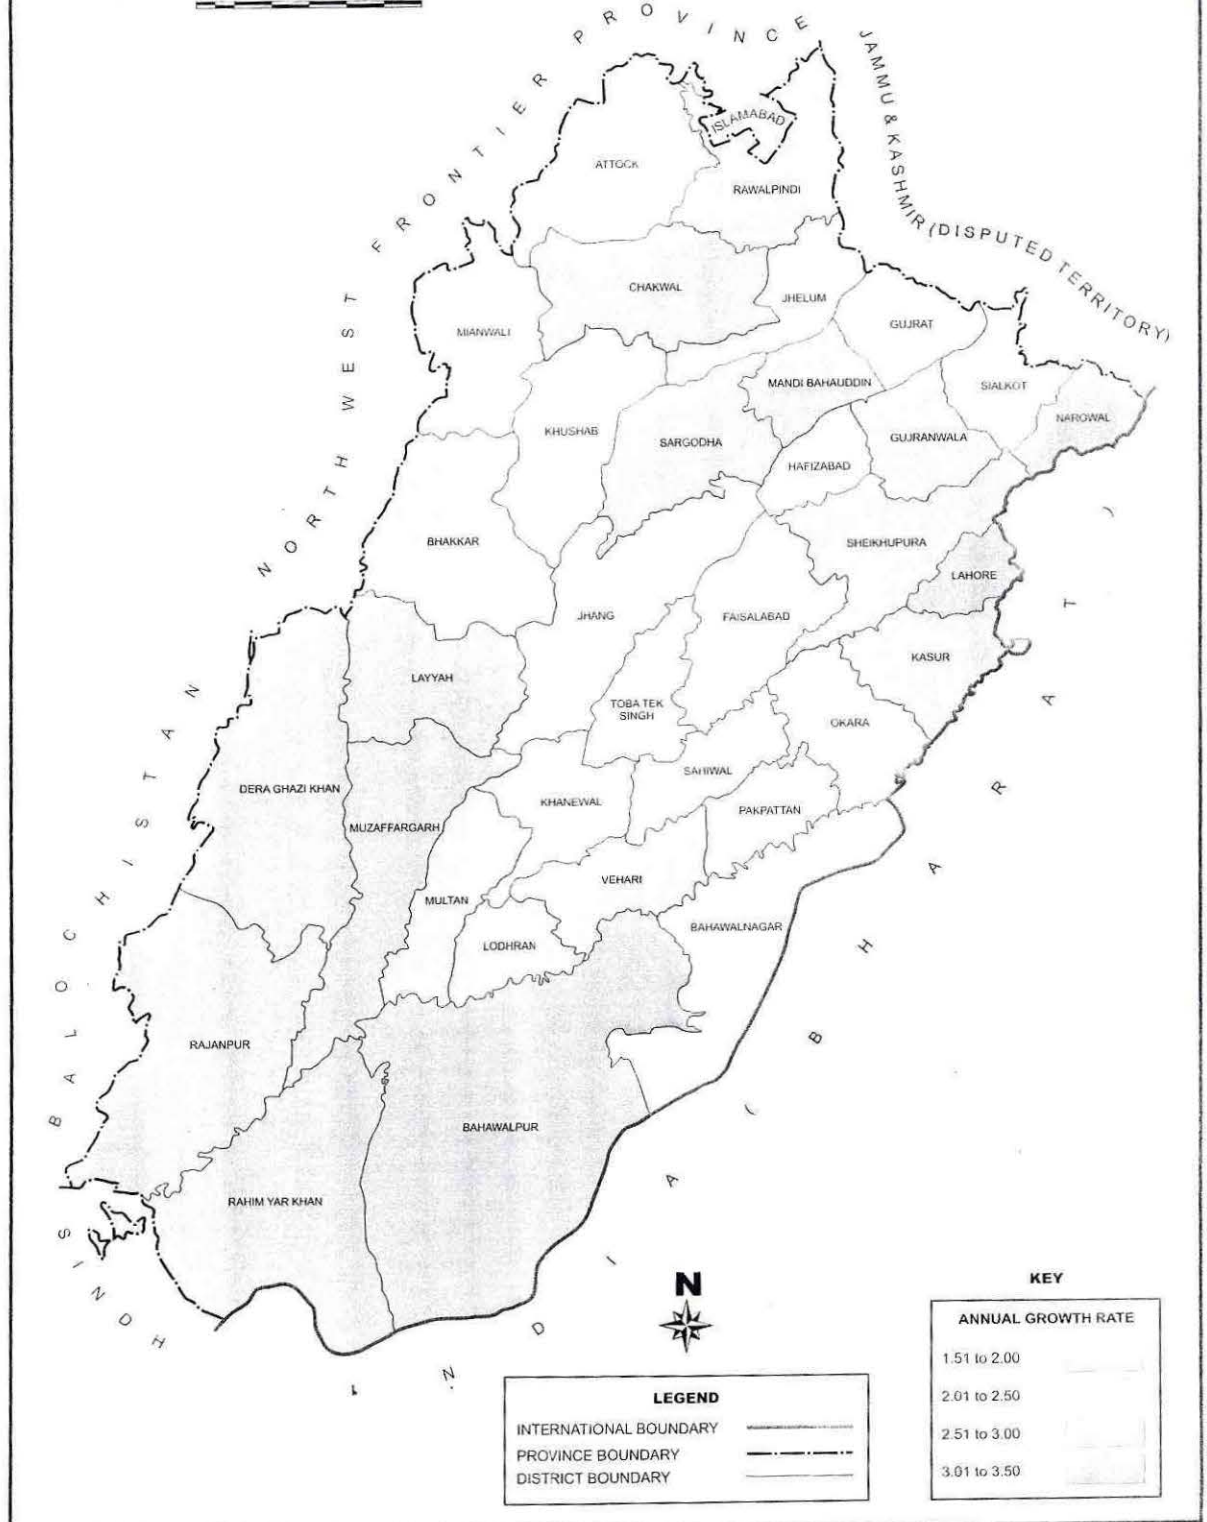 NORTH WEST FRONTIER PROVINCE
JAMMU & KASHMIR (DISPUTED TERRITORY)
ISLAMABAD
ATTOCK
RAWALPINDI
CHAKWAL
JHELUM
GUJRAT
MIANWALI
MANDI BAHAUDDIN
SIALKOT
NAROWAL
KHUSHAB
SARGODHA
GUJRANWALA
HAFIZABAD
BHAKKAR
SHEIKHUPURA
LAHORE
JHANG
FAISALABAD
KASUR
LAYYAH
TOBA TEK
SINGH
OKARA
SAHIWAL
DERA GHAZI KHAN
KHANEWAL
PAKPATTAN
MUZAFFARGARH
VEHARI
MULTAN
BAHAWALNAGAR
LODHRAN
RAJANPUR
BAHAWALPUR
RAHIM YAR KHAN
BALOCHISTAN
SINDH
INDIA (BHARAT)
N
KEY
ANNUAL GROWTH RATE
1.51 to 2.00
2.01 to 2.50
2.51 to 3.00
3.01 to 3.50
LEGEND
INTERNATIONAL BOUNDARY
PROVINCE BOUNDARY
DISTRICT BOUNDARY